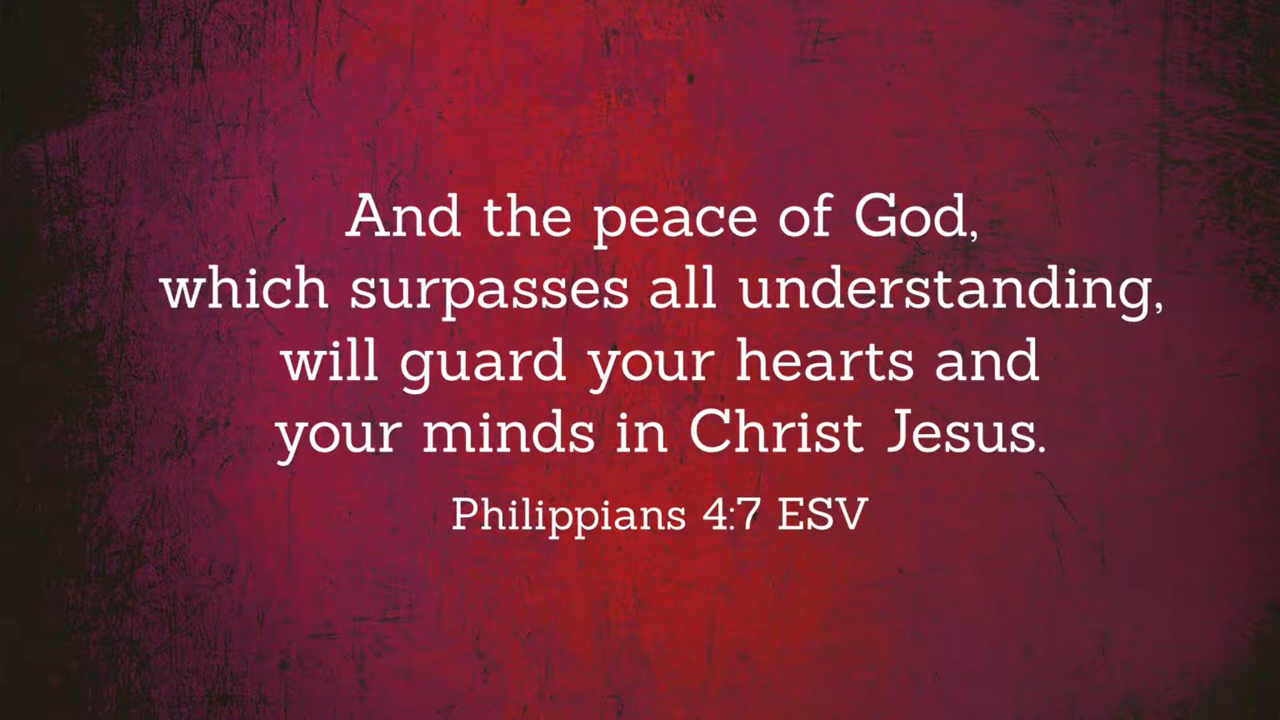 And the peace of God,
which surpasses all understanding,
will guard your hearts and
your minds in Christ Jesus.
Philippians 4:7 ESV